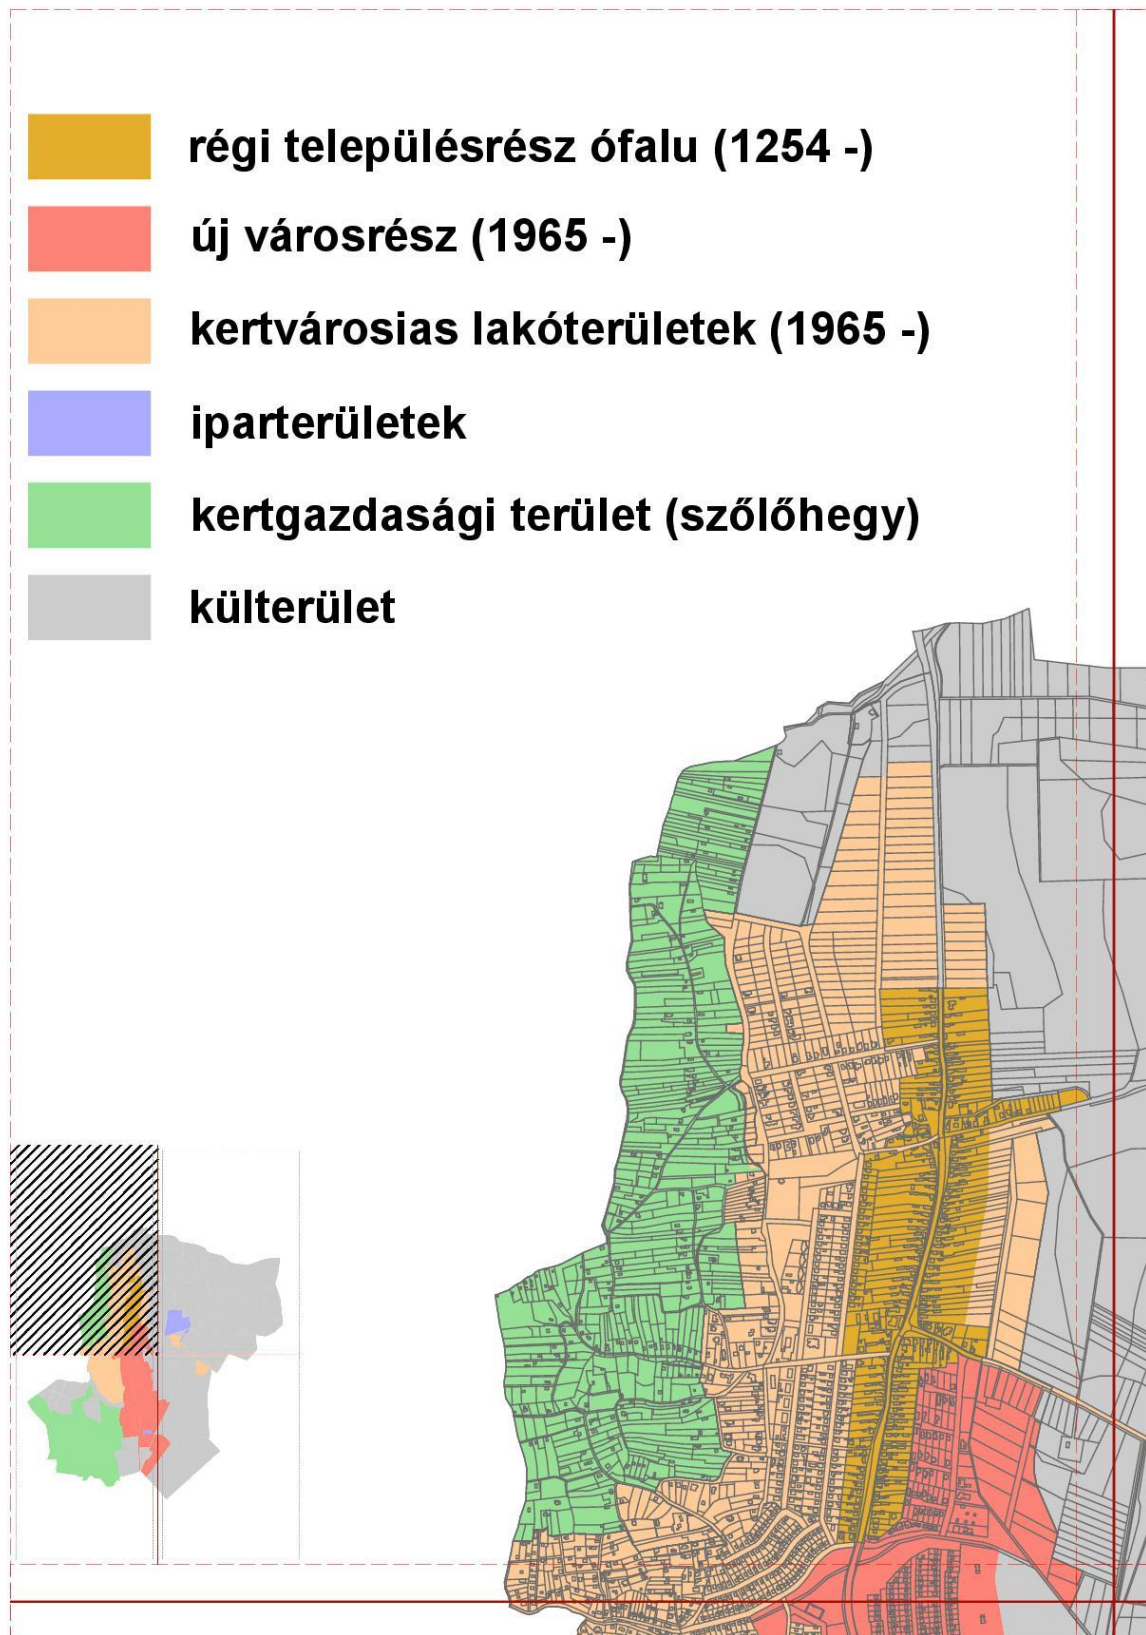 régi településrész ófalu (1254 -)
új városrész (1965 -)
kertvárosias lakóterületek (1965 -)
iparterületek
kertgazdasági terület (szőlőhegy)
külterület